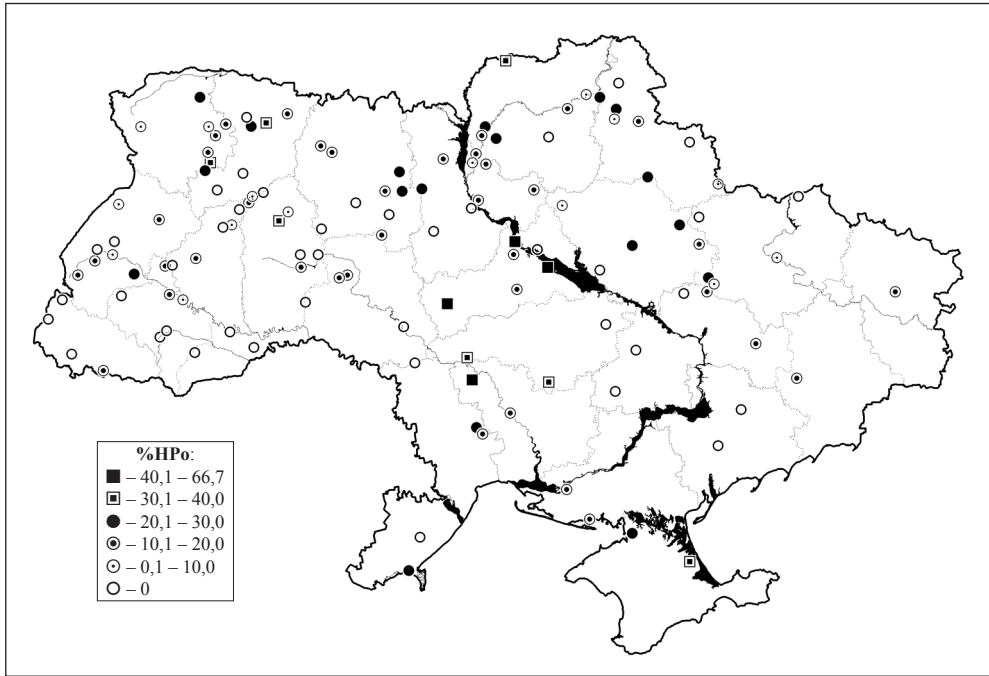 %HPo:
– 40,1 – 66,7
– 30,1 – 40,0
– 20,1 – 30,0
– 10,1 – 20,0
– 0,1 – 10,0
– 0